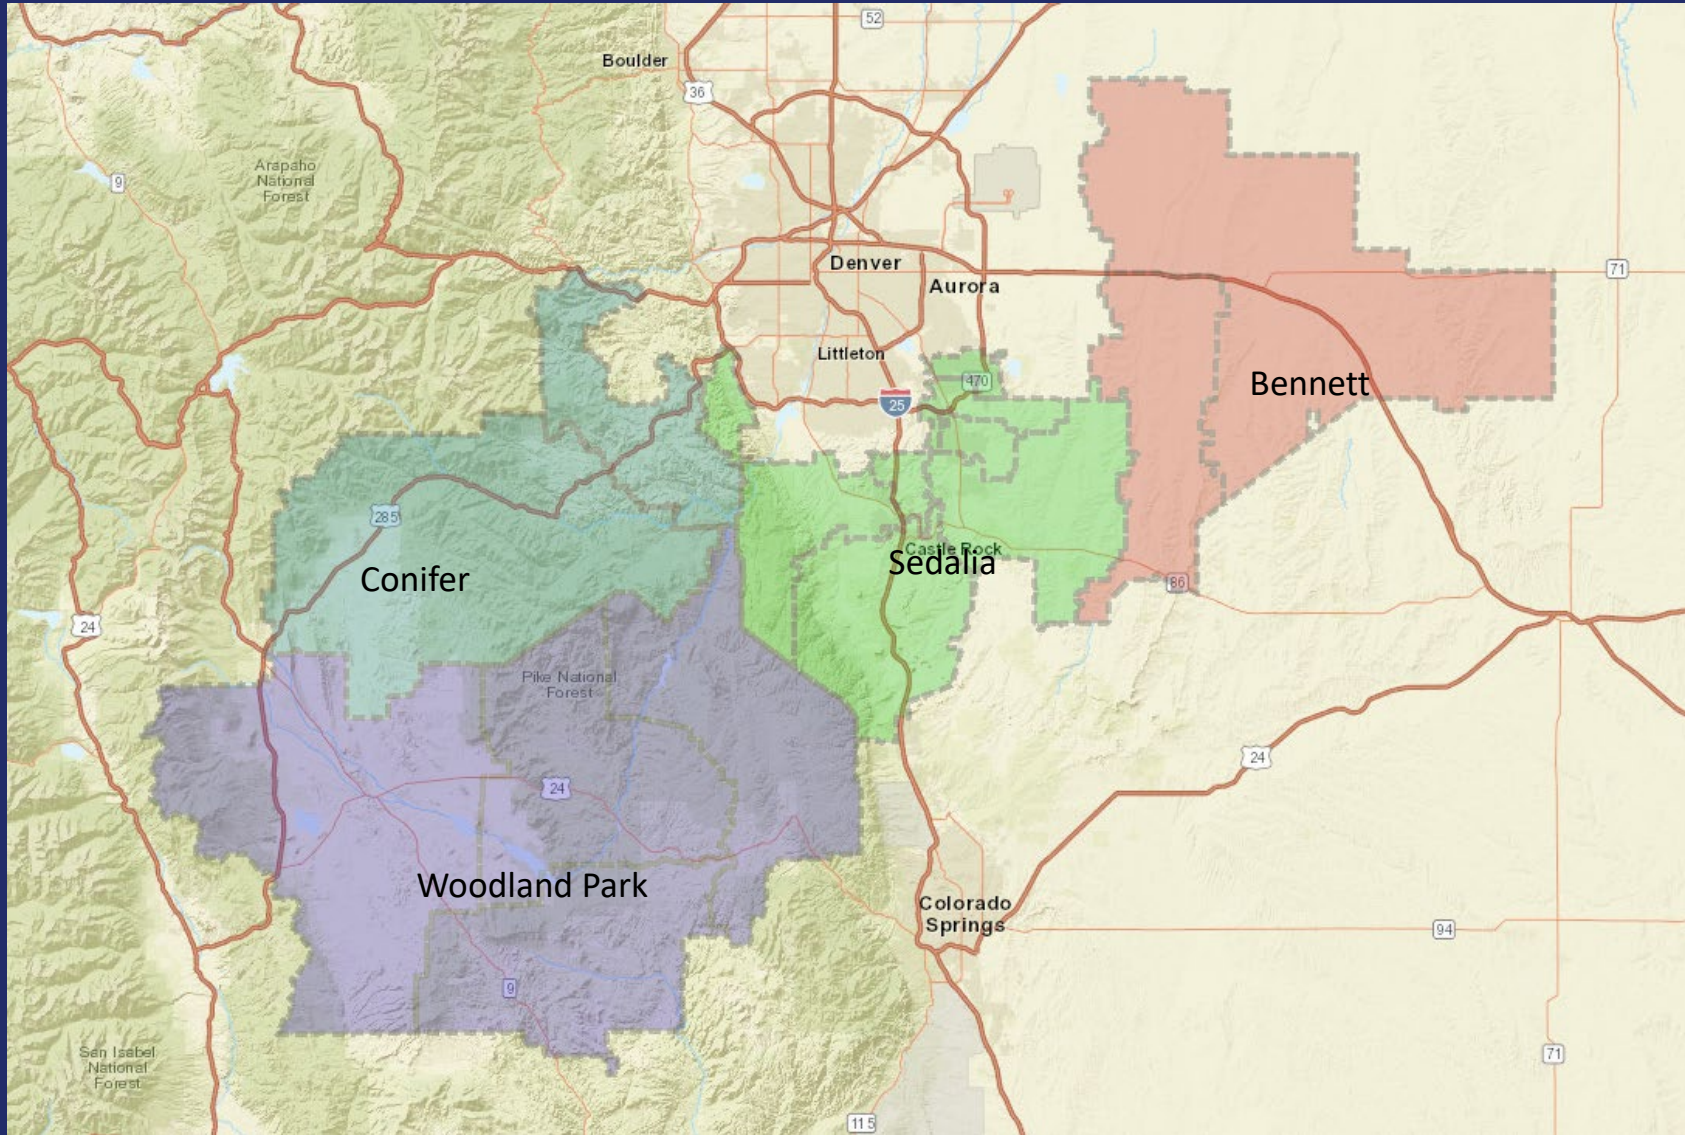 52
Boulder
36
Arapaho
National
Forest
9
Denver
71
Aurora
Littleton
470
Bennett
25
285
Castle Rock
Sedalia
Conifer
86
24
Pike National
Forest
24
24
Woodland Park
Colorado
Springs
94
9
San Isabel
National
Forest
71
115